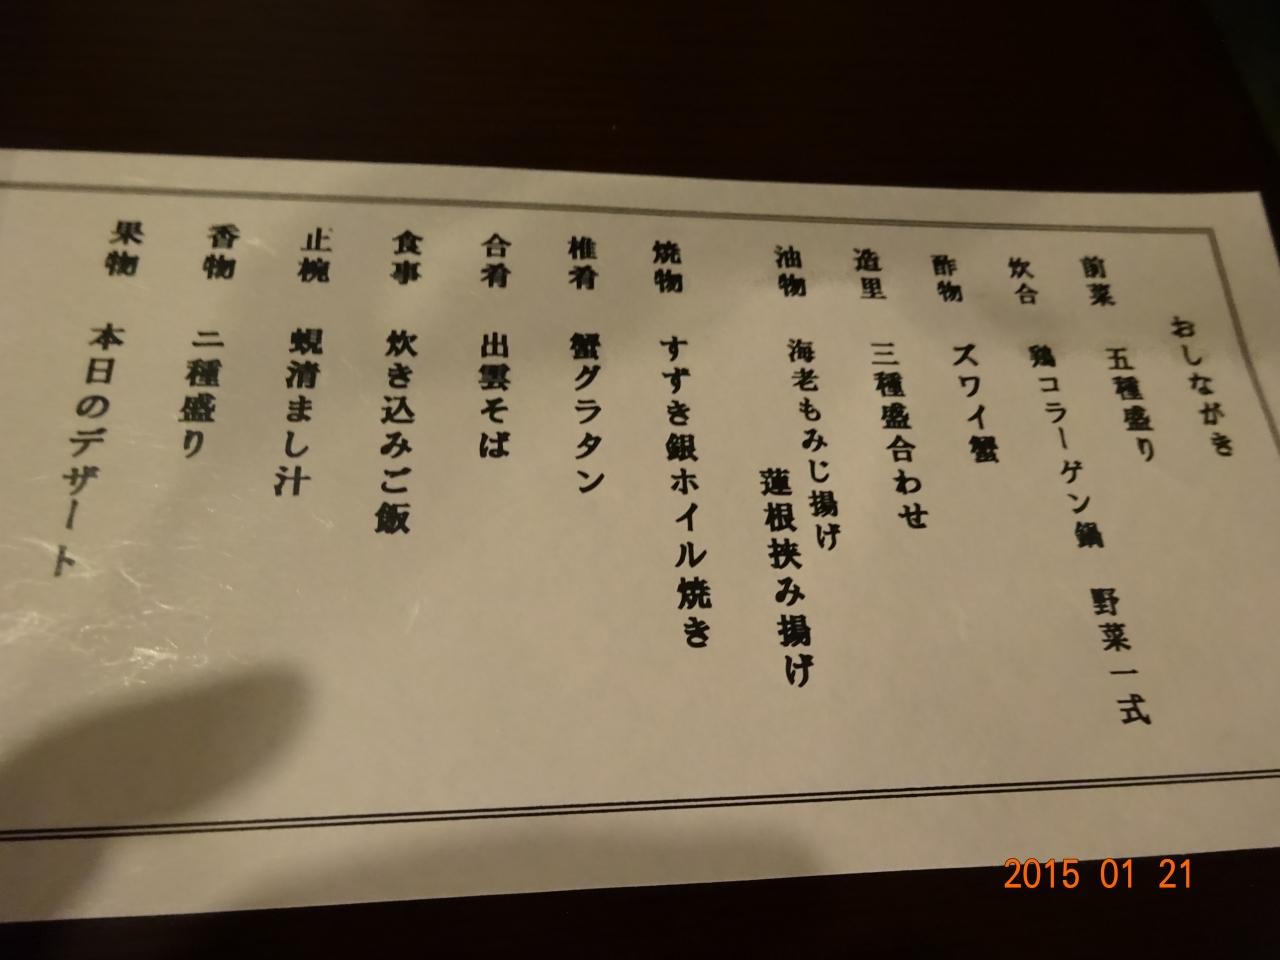 おしながき
前菜 五種盛り
炊合 鶏コラーゲン鍋 野菜一式
酢物 ズワイ蟹
造里 三種盛合わせ
油物 海老もみじ揚げ
蓮根挟み揚げ
焼物 すずき銀ホイル焼き
椎肴 蟹グラタン
合肴 出雲そば
食事 炊き込みご飯
止椀 蜆清まし汁
香物 二種盛り
果物 本日のデザート
2015 01 21